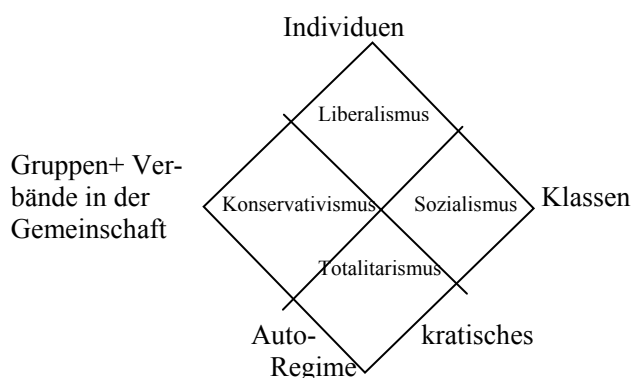 Individuen
Liberalismus
Gruppen+ Ver-
bände in der
Gemeinschaft
Konservativismus
Sozialismus
Klassen
Totalitarismus
Auto-
kratisches
Regime